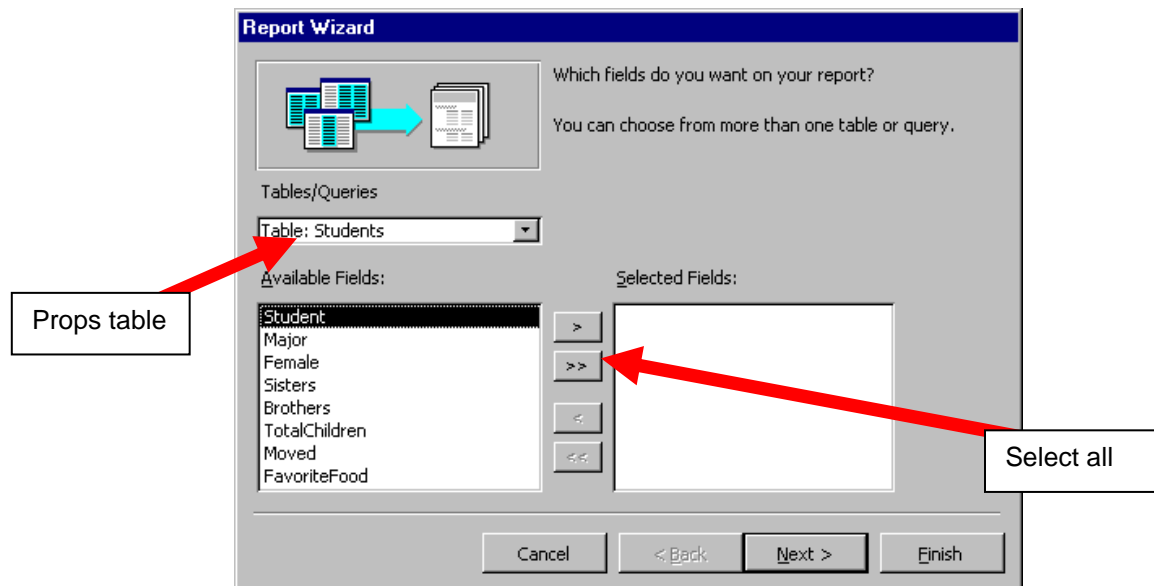 Report Wizard
Which fields do you want on your report?
You can choose from more than one table or query.
Tables/Queries
Table: Students
Available Fields:
Selected Fields:
Props table
Student
Major
Female
Sisters
Brothers
TotalChildren
Moved
FavoriteFood
>
>>
<
<<
Select all
Cancel
< Back
Next >
Finish